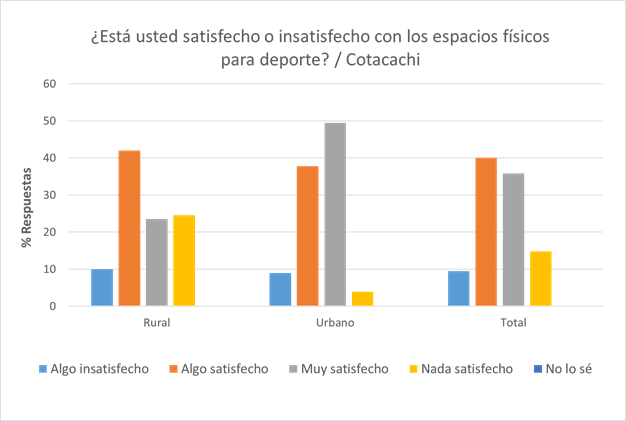 ¿Está usted satisfecho o insatisfecho con los espacios físicos
para deporte? / Cotacachi
60
50
40
30
20
10
0
% Respuestas
Rural Urbano Total
Algo insatisfecho Algo satisfecho Muy satisfecho Nada satisfecho No lo sé